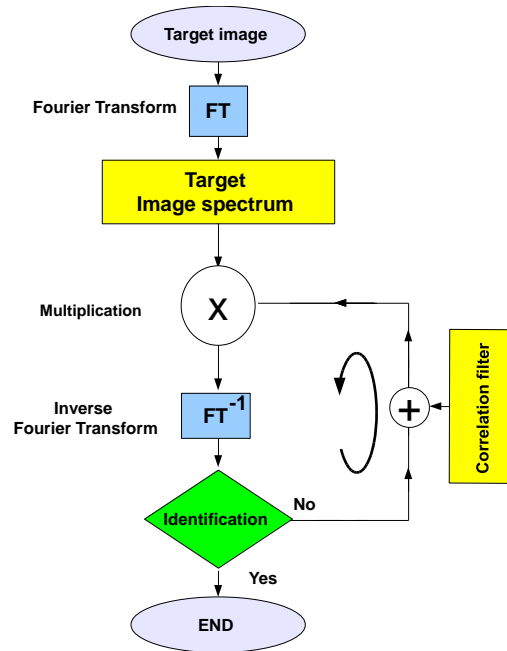 Target image
Fourier Transform
FT
Target
Image spectrum
Multiplication
X
+
Correlation filter
Inverse
Fourier Transform
FT-1
Identification
No
Yes
END